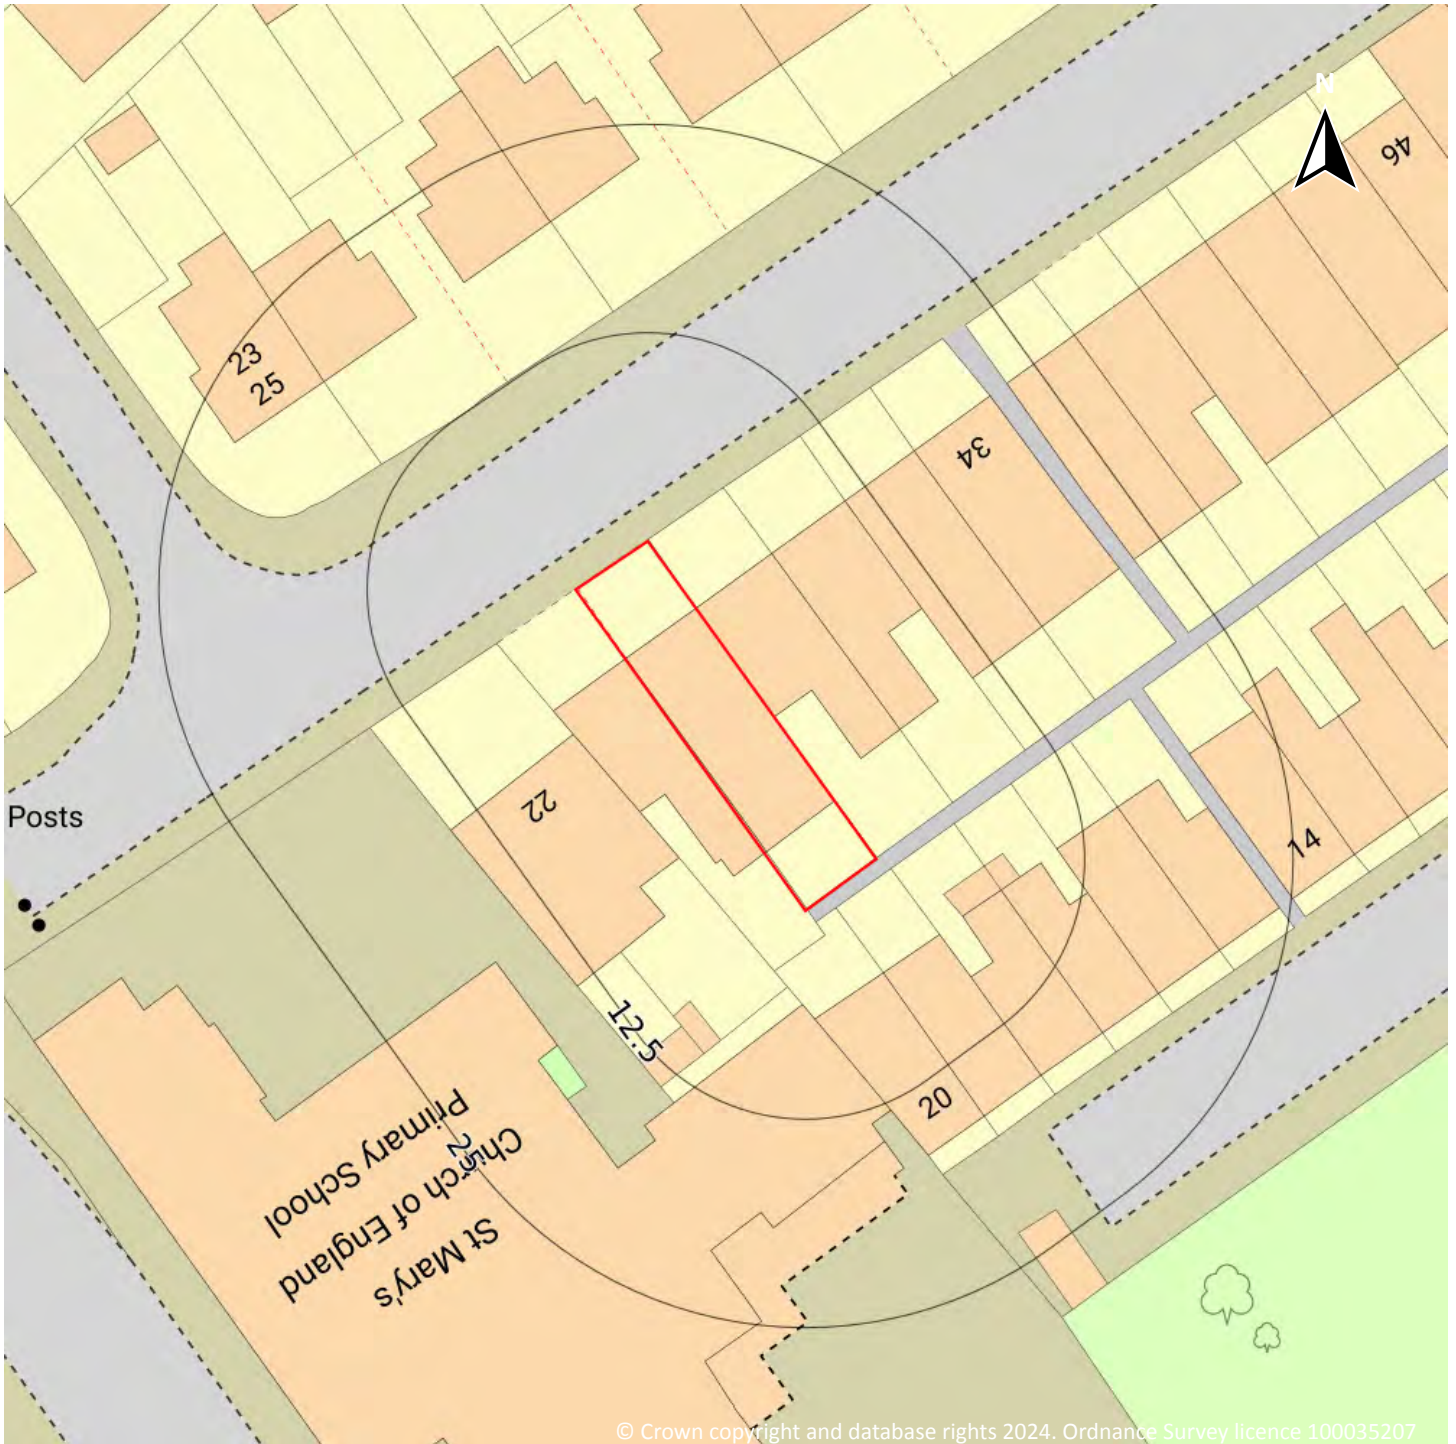 N
46
23
25
34
22
Posts
14
12.5
20
25
St Mary's
Church of England
Primary School
© Crown copyright and database rights 2024. Ordnance Survey licence 100035207